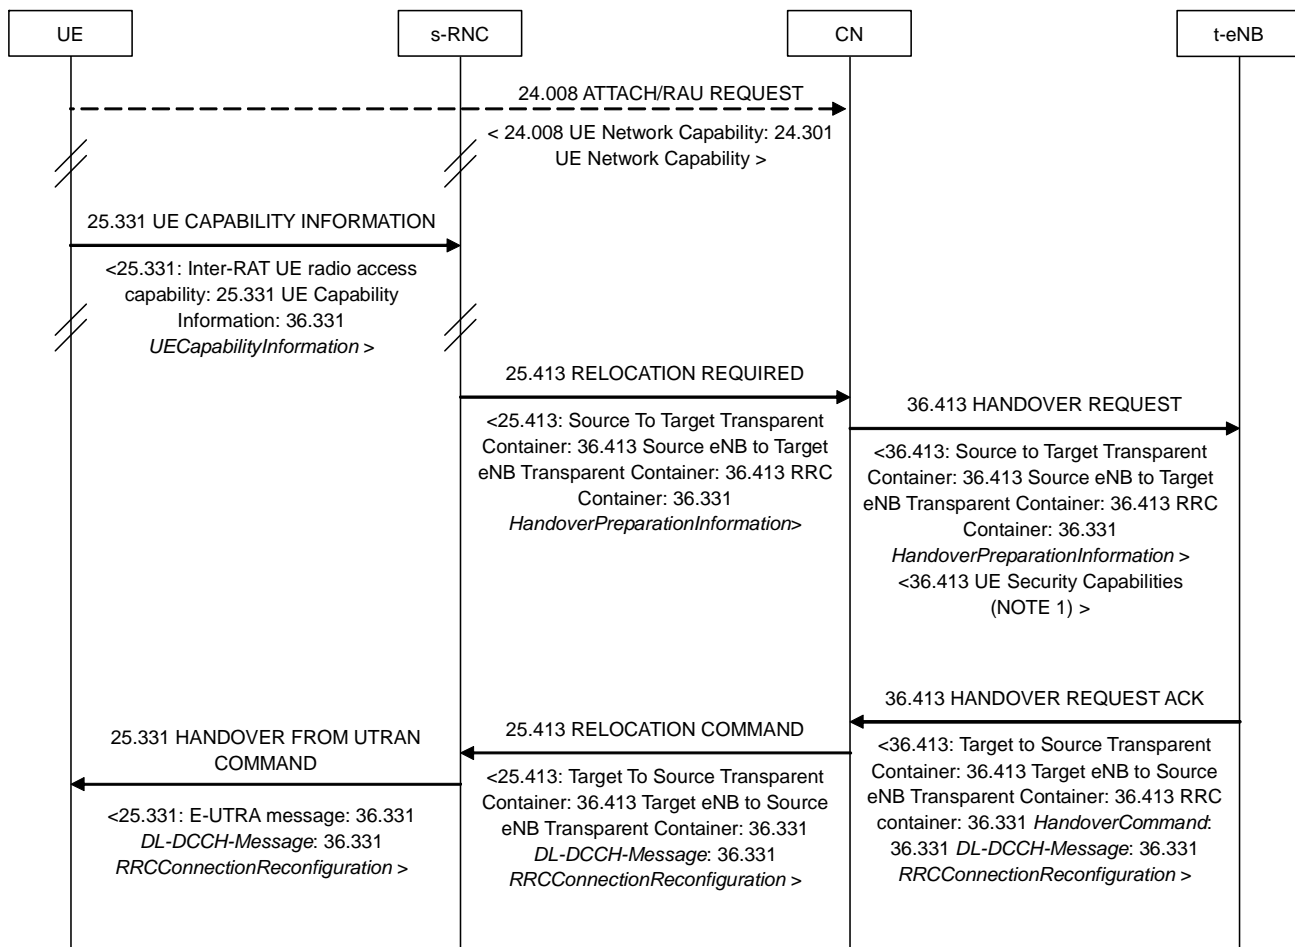 UE
s-RNC
CN
t-eNB
24.008 ATTACH/RAU REQUEST
< 24.008 UE Network Capability: 24.301
UE Network Capability >
25.331 UE CAPABILITY INFORMATION
<25.331: Inter-RAT UE radio access
capability: 25.331 UE Capability
Information: 36.331
UECapabilityInformation >
25.413 RELOCATION REQUIRED
<25.413: Source To Target Transparent
Container: 36.413 Source eNB to Target
eNB Transparent Container: 36.413 RRC
Container: 36.331
HandoverPreparationInformation>
36.413 HANDOVER REQUEST
<36.413: Source to Target Transparent
Container: 36.413 Source eNB to Target
eNB Transparent Container: 36.413 RRC
Container: 36.331
HandoverPreparationInformation >
<36.413 UE Security Capabilities
(NOTE 1) >
36.413 HANDOVER REQUEST ACK
<36.413: Target to Source Transparent
Container: 36.413 Target eNB to Source
eNB Transparent Container: 36.413 RRC
container: 36.331 HandoverCommand:
36.331 DL-DCCH-Message: 36.331
RRCConnectionReconfiguration >
25.413 RELOCATION COMMAND
<25.413: Target To Source Transparent
Container: 36.413 Target eNB to Source
eNB Transparent Container: 36.331
DL-DCCH-Message: 36.331
RRCConnectionReconfiguration >
25.331 HANDOVER FROM UTRAN
COMMAND
<25.331: E-UTRA message: 36.331
DL-DCCH-Message: 36.331
RRCConnectionReconfiguration >